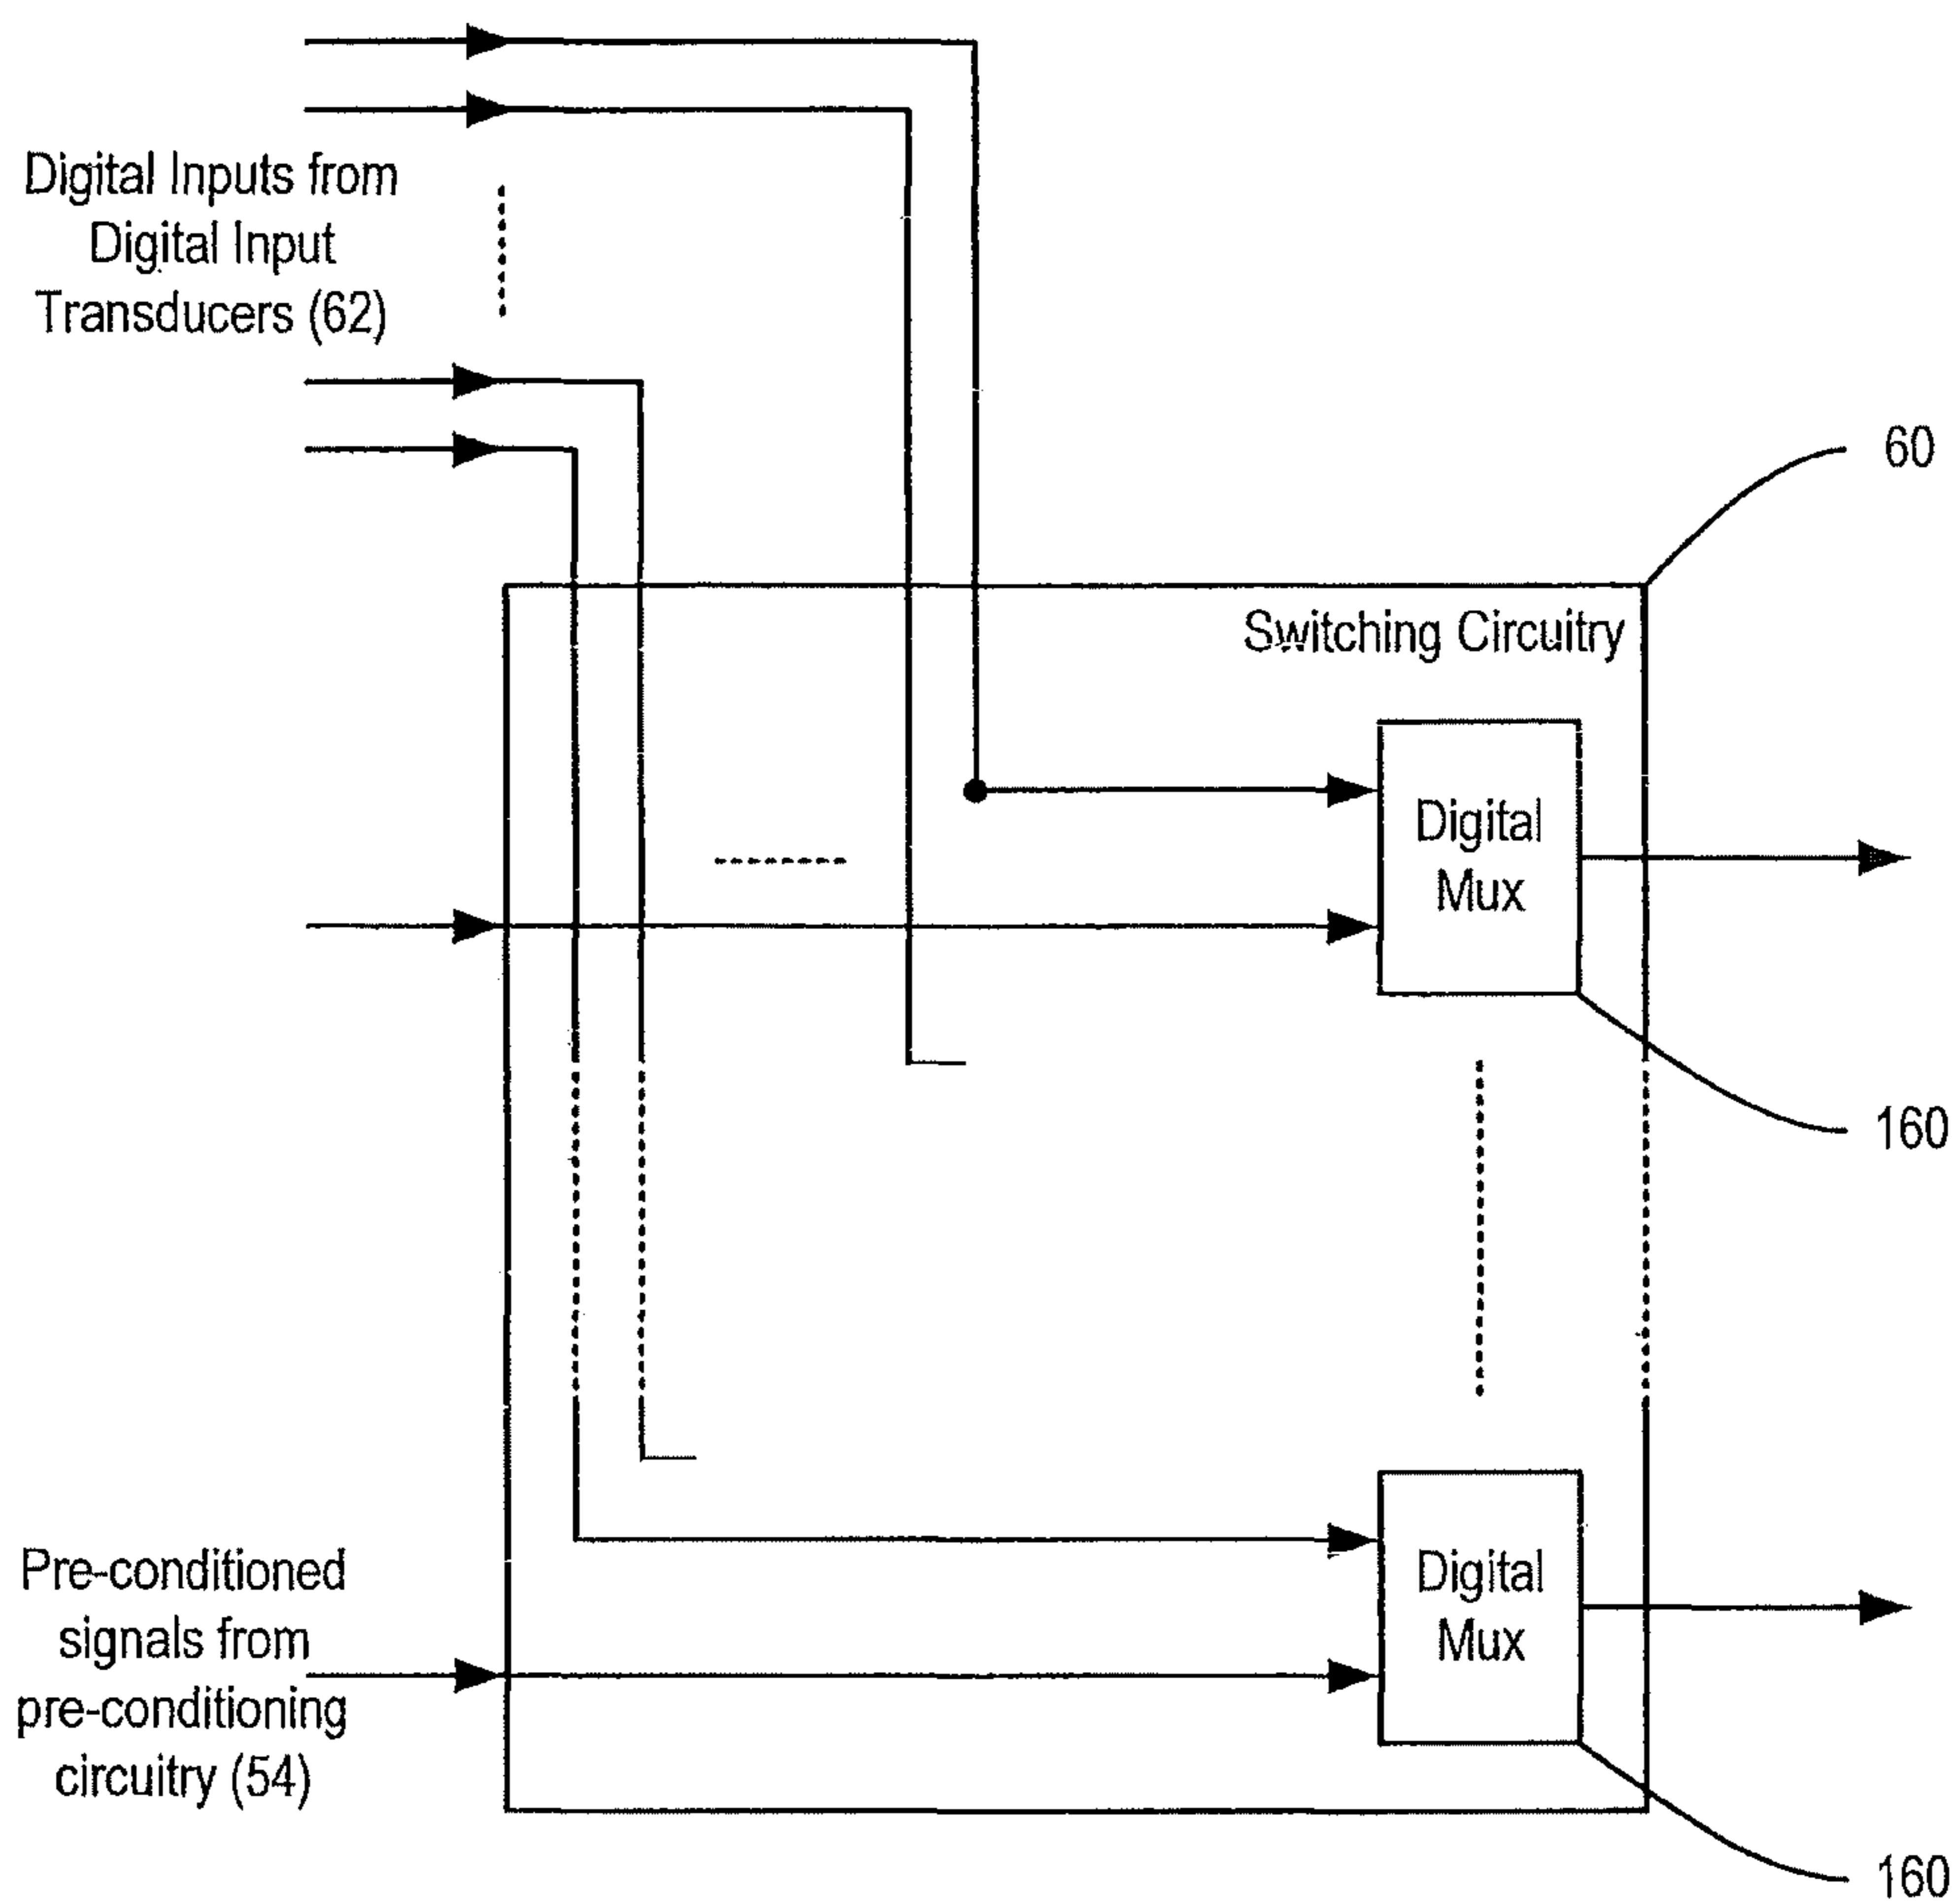 Digital Inputs from
Digital Input
Transducers (62)
60
Switching Circuitry
Digital
Mux
160
Digital
Mux
Pre-conditioned
signals from
pre-conditioning
circuitry (54)
160